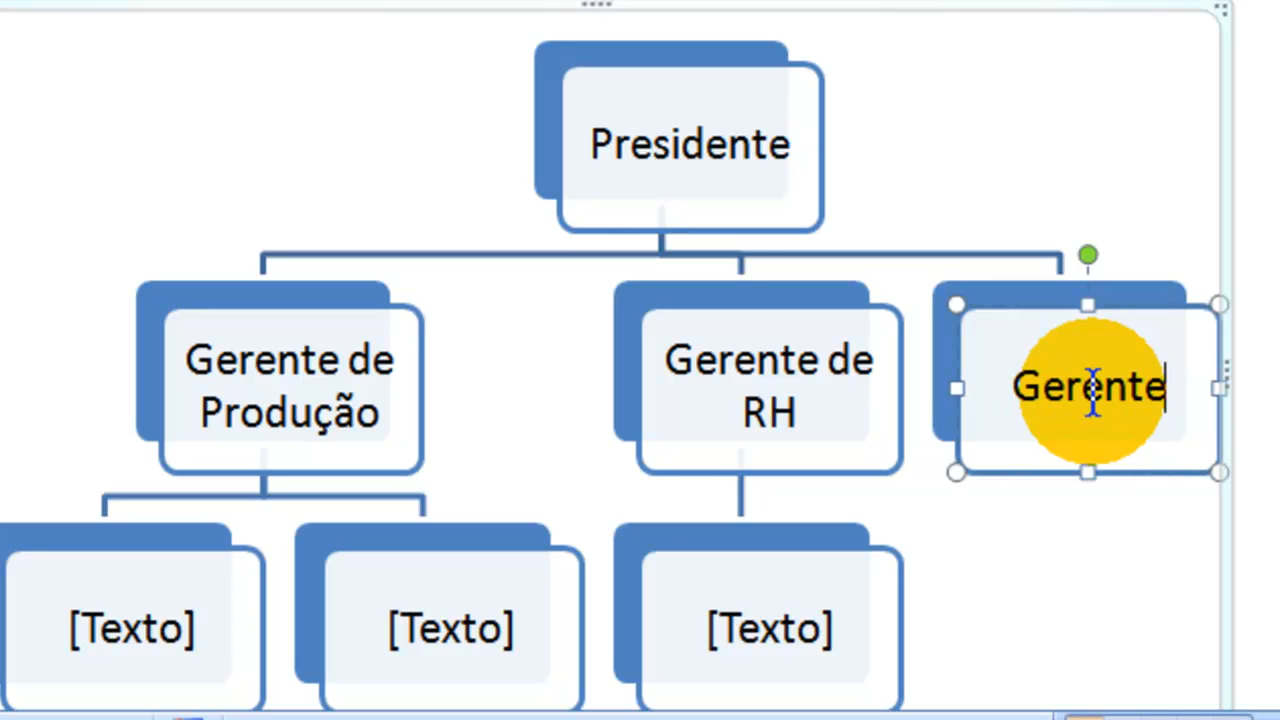 Presidente
Gerente de
Produção
Gerente de
RH
Gerente
[Texto]
[Texto]
[Texto]